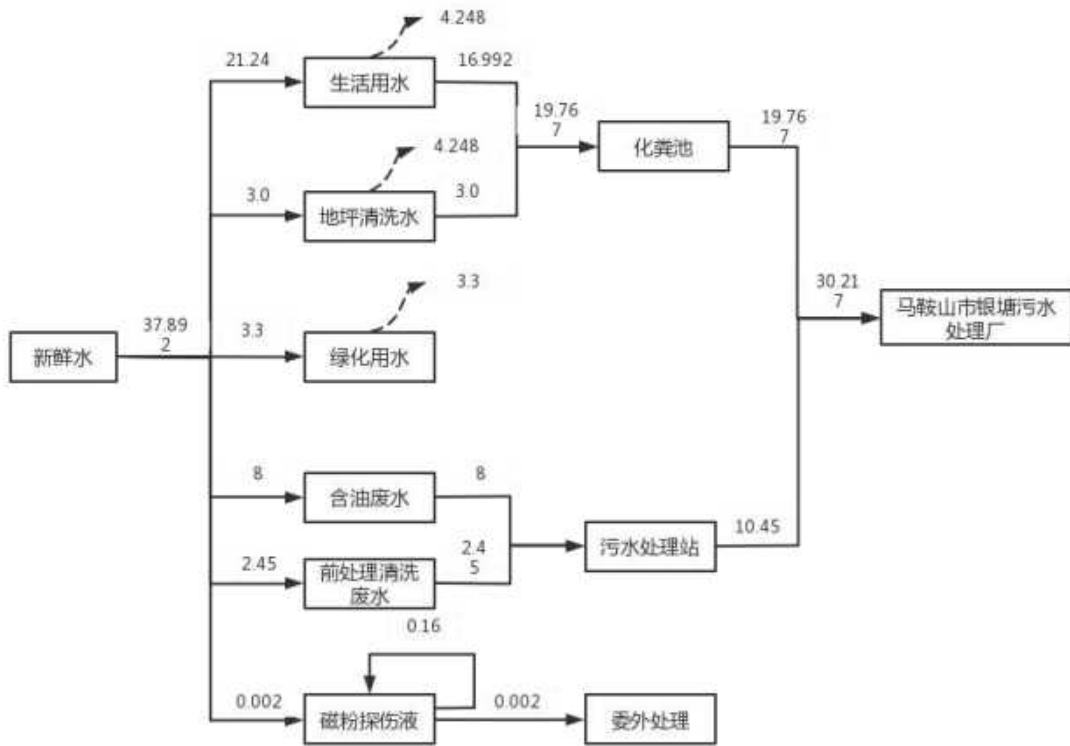 4.248
21.24
生活用水
16.992
19.76
7
化粪池
19.76
7
4.248
3.0
地坪清洗水
3.0
3.3
30.21
7
马鞍山市银塘污水
处理厂
新鲜水
37.89
2
3.3
绿化用水
8
含油废水
8
污水处理站
10.45
2.45
前处理清洗
废水
2.4
5
0.16
0.002
磁粉探伤液
0.002
委外处理